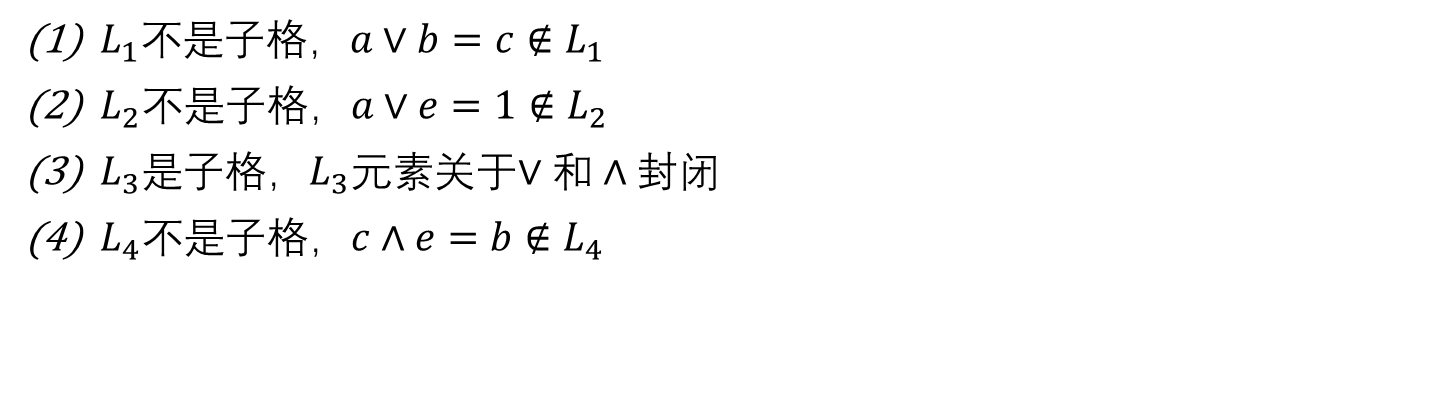 (1) L₁不是子格，a ∨ b = c ∉ L₁
(2) L₂不是子格，a ∨ e = 1 ∉ L₂
(3) L₃是子格，L₃元素关于∨ 和 ∧ 封闭
(4) L₄不是子格，c ∧ e = b ∉ L₄